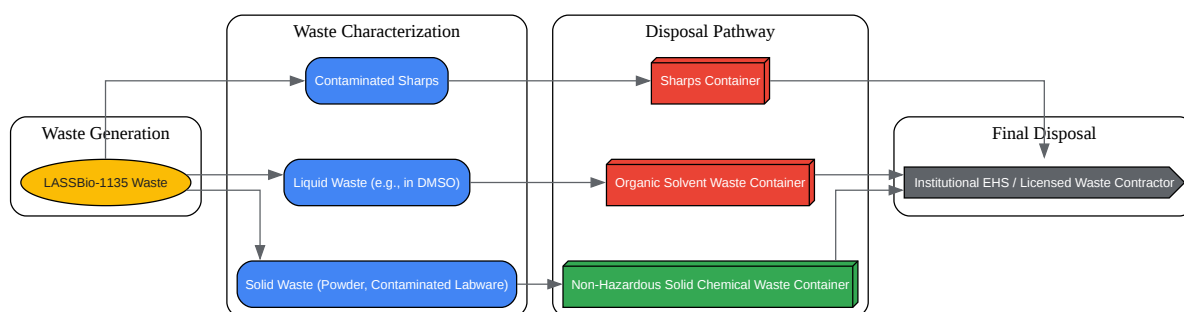 Waste Generation
LASSBio-1135 Waste
Waste Characterization
Contaminated Sharps
Liquid Waste (e.g., in DMSO)
Solid Waste (Powder, Contaminated Labware)
Disposal Pathway
Sharps Container
Organic Solvent Waste Container
Non-Hazardous Solid Chemical Waste Container
Final Disposal
Institutional EHS / Licensed Waste Contractor